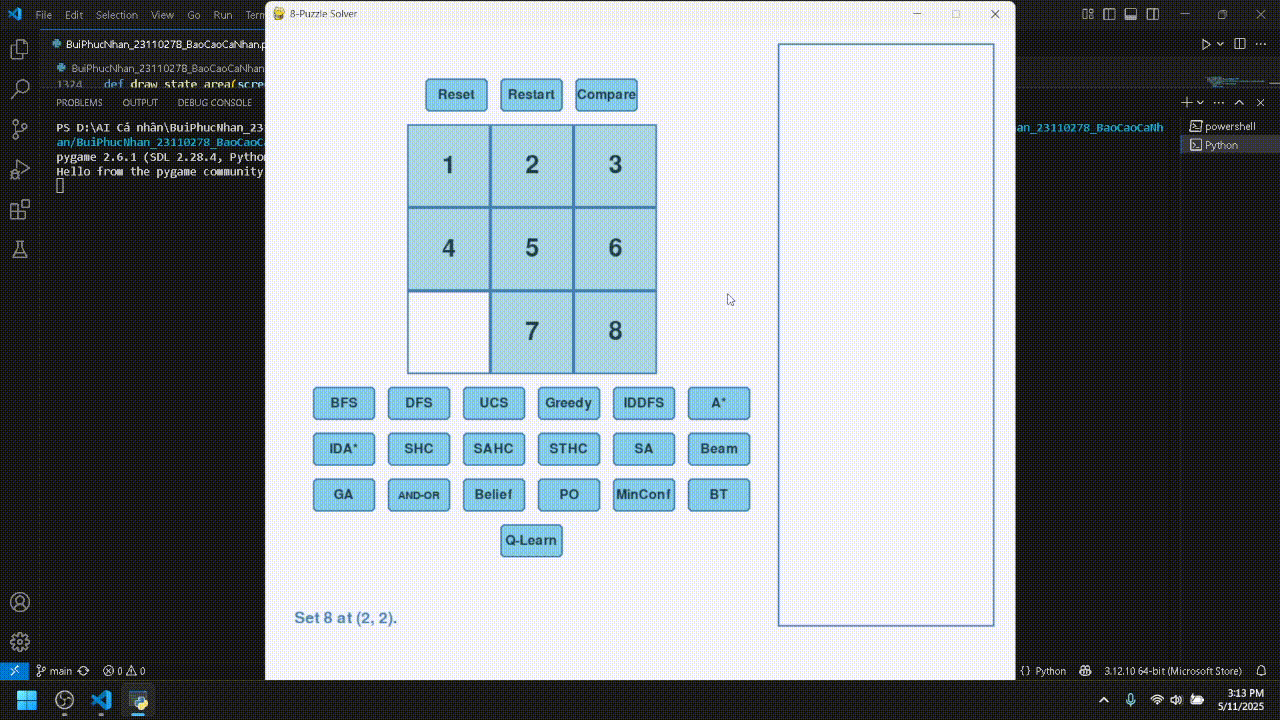 File Edit Selection View Go Run Term
8-Puzzle Solver
BuiPhucNhan_23110278_BaoCaoCaNhan.p
BuiPhucNhan_23110278_BaoCaoCaNhan
1324 def draw_state_area(scre
PROBLEMS OUTPUT DEBUG CONSOLE
PS D:\AI Cá nhân\BuiPhucNhan_23
an_23110278_BaoCaoCaNh
an/BuiPhucNhan_23110278_BaoCaoC
pygame 2.6.1 (SDL 2.28.4, Python
Hello from the pygame community
powershell
Python
Reset Restart Compare
1 2 3
4 5 6
7 8
BFS DFS UCS Greedy IDDFS A*
IDA* SHC SAHC STHC SA Beam
GA AND-OR Belief PO MinConf BT
Q-Learn
Set 8 at (2, 2).
main 0 0
{} Python 3.12.10 64-bit (Microsoft Store)
3:13 PM
5/11/2025